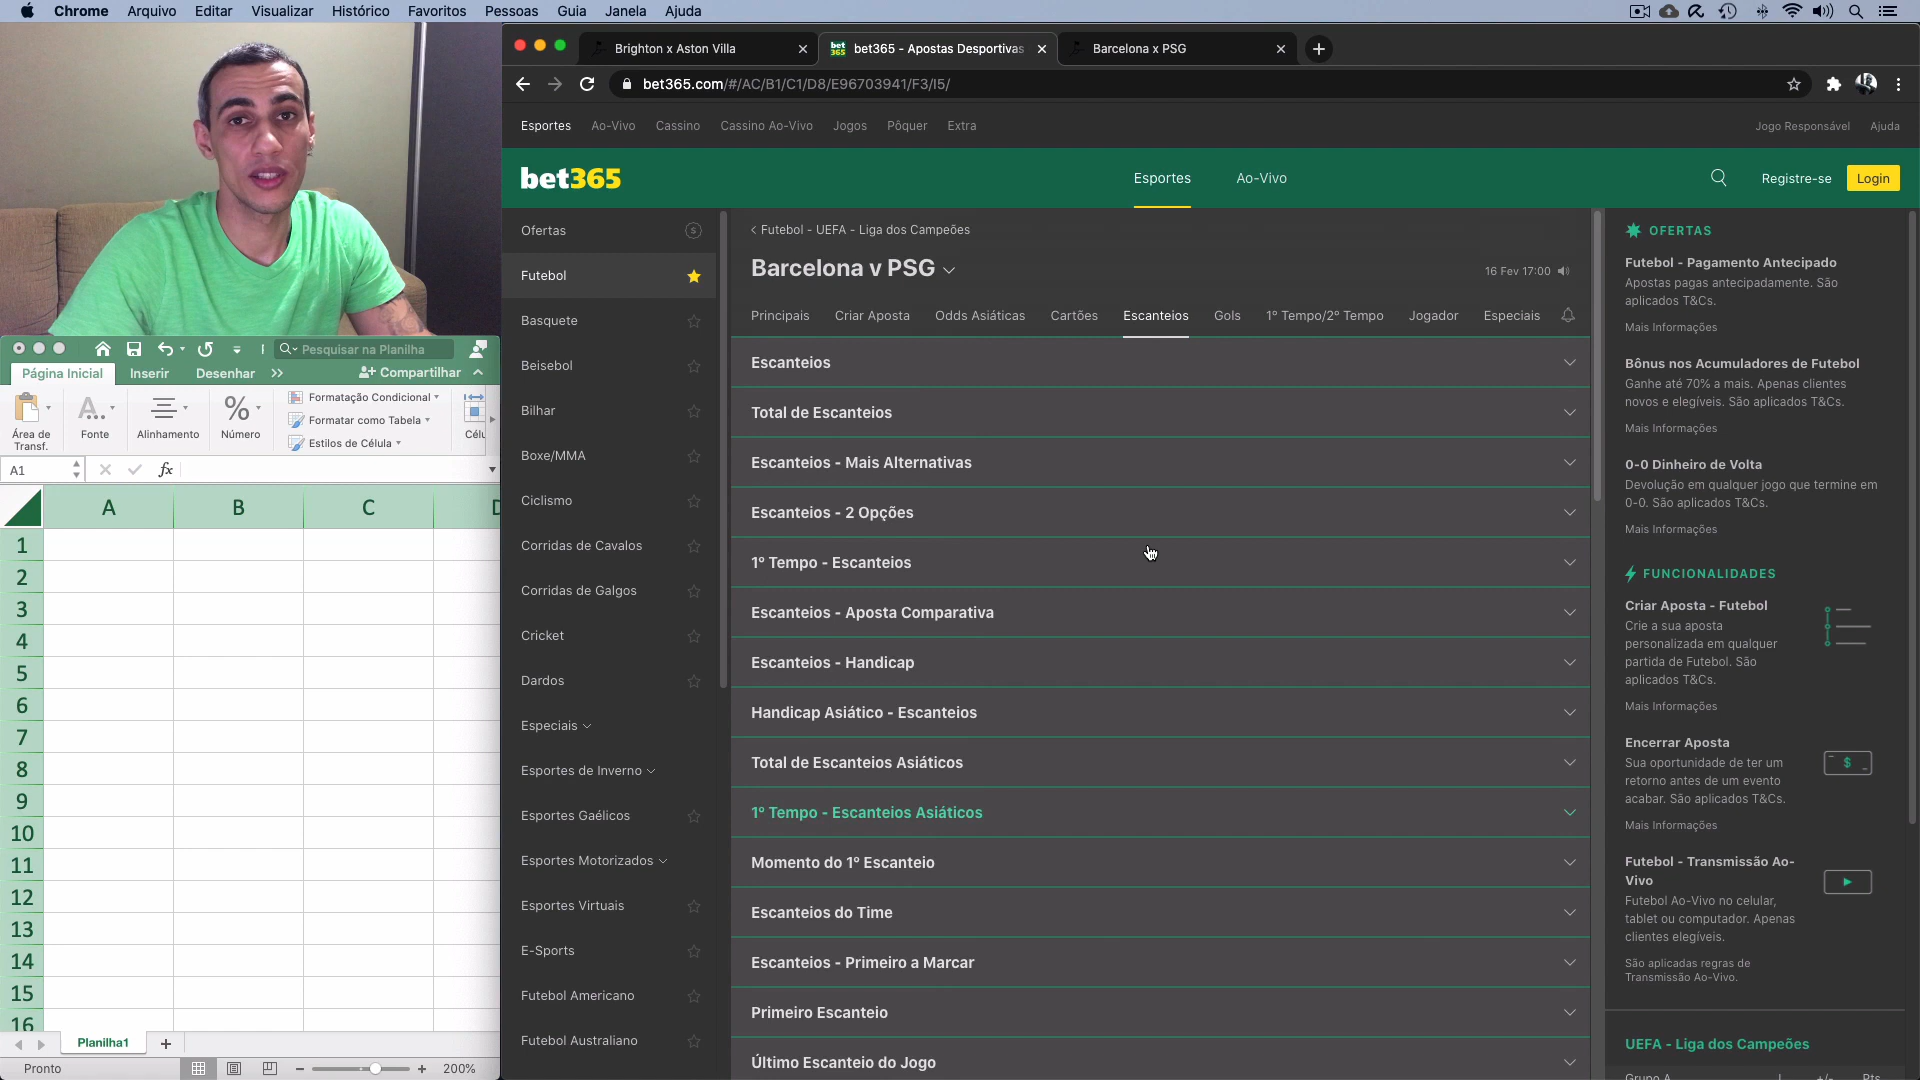 Chrome Arquivo Editar Visualizar Histórico Favoritos Pessoas Guia Janela Ajuda
Brighton x Aston Villa
bet365 - Apostas Desportivas
Barcelona x PSG
bet365.com/#/AC/B1/C1/D8/E96703941/F3/I5/
Esportes Ao-Vivo Cassino Cassino Ao-Vivo Jogos Pôquer Extra
Jogo Responsável Ajuda
bet365
Esportes Ao-Vivo
Registre-se Login
Ofertas
Futebol
Basquete
Beisebol
Bilhar
Boxe/MMA
Ciclismo
Corridas de Cavalos
Corridas de Galgos
Cricket
Dardos
Especiais
Esportes de Inverno
Esportes Gaélicos
Esportes Motorizados
Esportes Virtuais
E-Sports
Futebol Americano
Futebol Australiano
< Futebol - UEFA - Liga dos Campeões
Barcelona v PSG
16 Fev 17:00
Principais Criar Aposta Odds Asiáticas Cartões Escanteios Gols 1º Tempo/2º Tempo Jogador Especiais
Escanteios
Total de Escanteios
Escanteios - Mais Alternativas
Escanteios - 2 Opções
1º Tempo - Escanteios
Escanteios - Aposta Comparativa
Escanteios - Handicap
Handicap Asiático - Escanteios
Total de Escanteios Asiáticos
1º Tempo - Escanteios Asiáticos
Momento do 1º Escanteio
Escanteios do Time
Escanteios - Primeiro a Marcar
Primeiro Escanteio
Último Escanteio do Jogo
OFERTAS
Futebol - Pagamento Antecipado
Apostas pagas antecipadamente. São
aplicados T&Cs.
Mais Informações
Bônus nos Acumuladores de Futebol
Ganhe até 70% a mais. Apenas clientes
novos e elegíveis. São aplicados T&Cs.
Mais Informações
0-0 Dinheiro de Volta
Devolução em qualquer jogo que termine em
0-0. São aplicados T&Cs.
Mais Informações
FUNCIONALIDADES
Criar Aposta - Futebol
Crie a sua aposta
personalizada em qualquer
partida de Futebol. São
aplicados T&Cs.
Mais Informações
Encerrar Aposta
Sua oportunidade de ter um
retorno antes de um evento
acabar. São aplicados T&Cs.
Mais Informações
Futebol - Transmissão Ao-
Vivo
Futebol Ao-Vivo no celular,
tablet ou computador. Apenas
clientes elegíveis.
São aplicadas regras de
Transmissão Ao-Vivo.
UEFA - Liga dos Campeões
Grupo A J +/- Pts
Pesquisar na Planilha
Página Inicial Inserir Desenhar >> Compartilhar
Área de
Transf.
Fonte
Alinhamento
%
Número
Formatação Condicional
Formatar como Tabela
Estilos de Célula
Célu
A1 fx
A B C D
1
2
3
4
5
6
7
8
9
10
11
12
13
14
15
16
Planilha1 +
Pronto
− + 200%